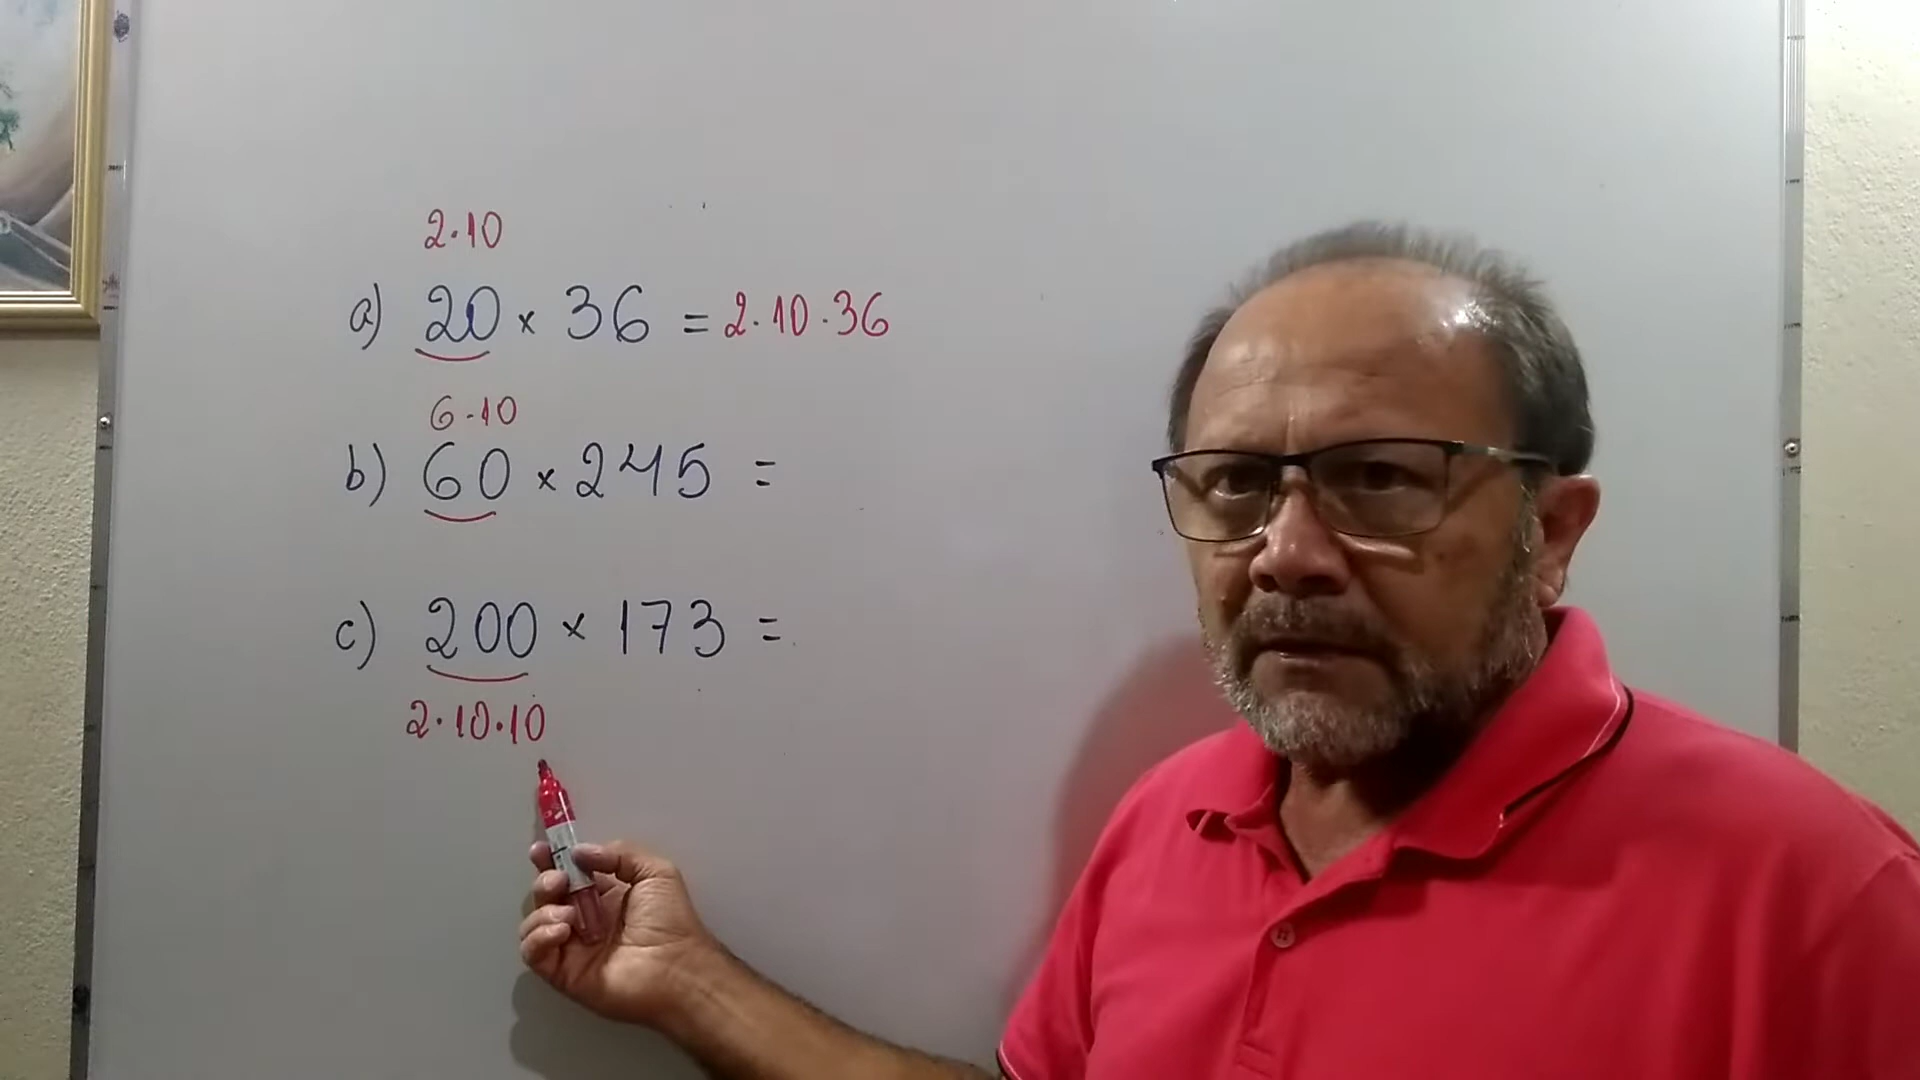 2·10
a) 20 × 36 = 2·10·36
6·10
b) 60 × 245 =
c) 200 × 173 =
2·10·10